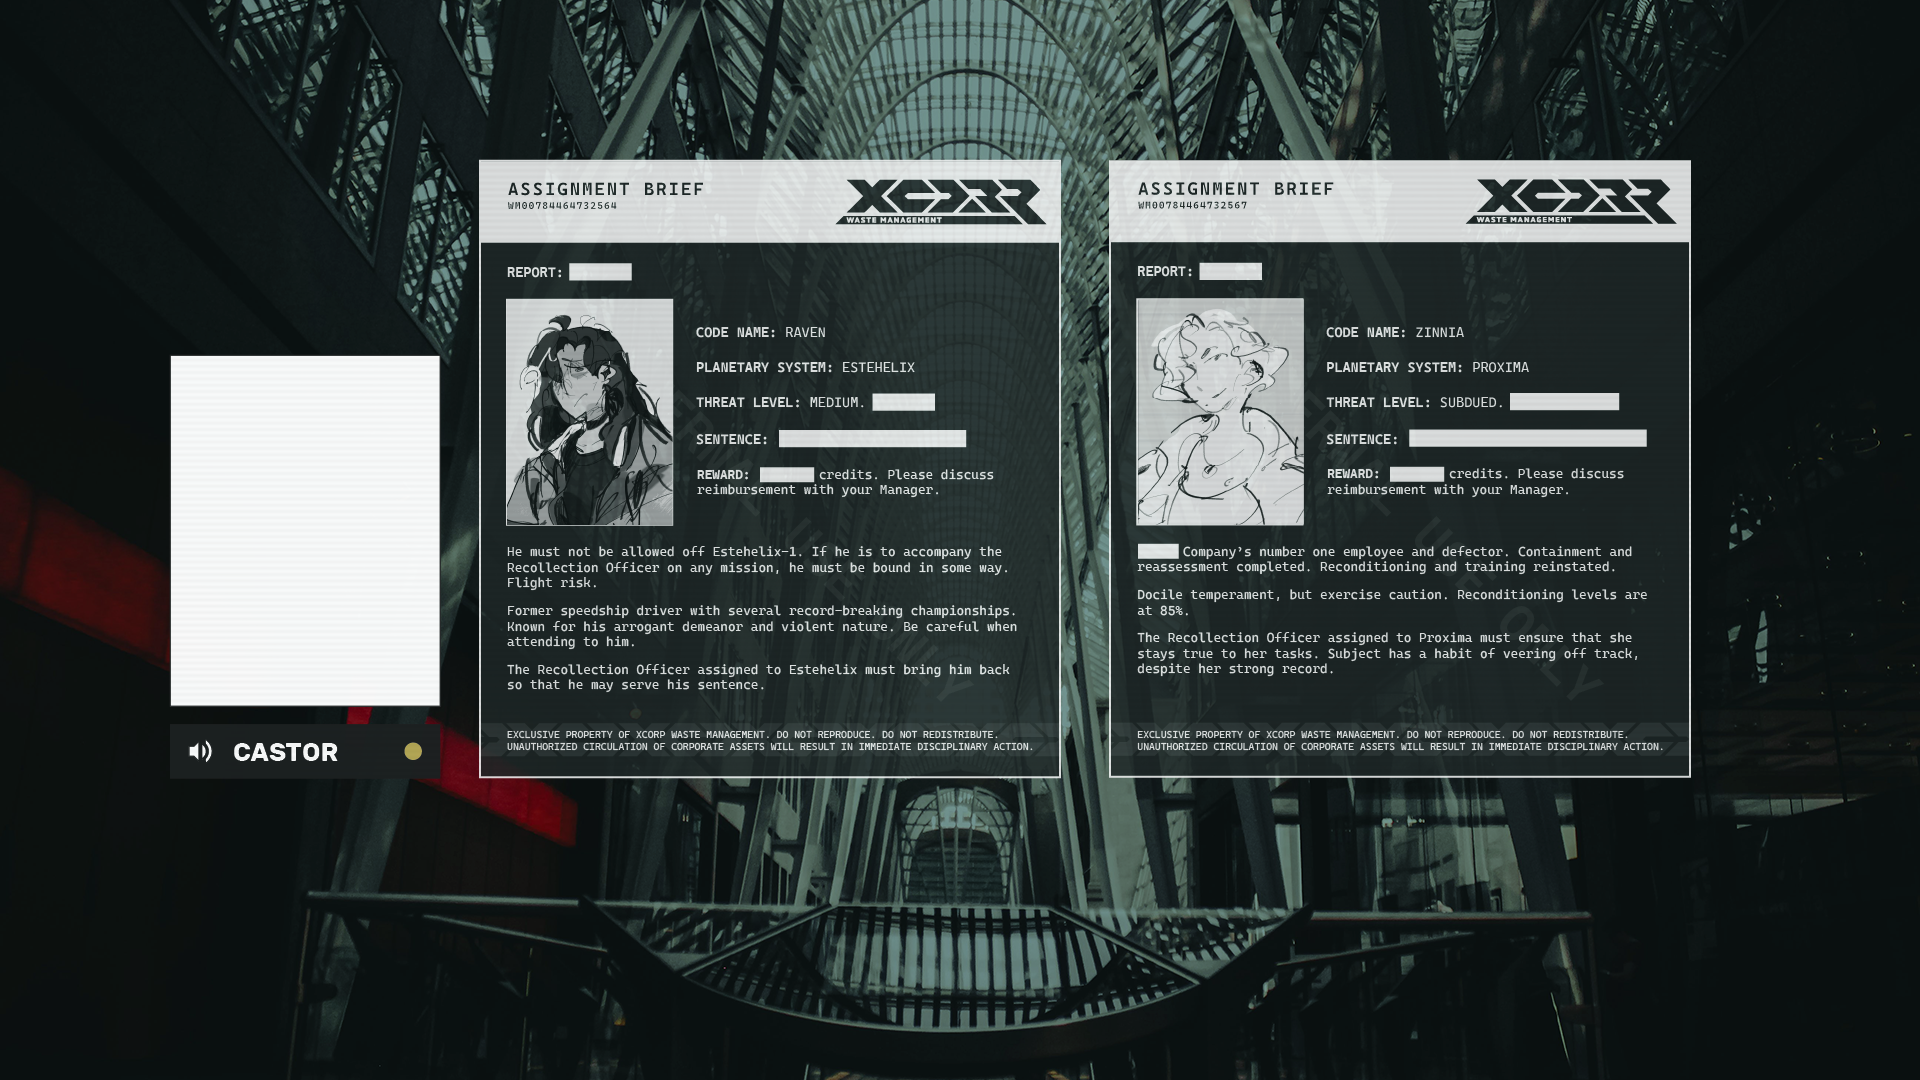 ASSIGNMENT BRIEF
WM00784464732564
XCORP
WASTE MANAGEMENT
REPORT:
CODE NAME: RAVEN
PLANETARY SYSTEM: ESTEHELIX
THREAT LEVEL: MEDIUM.
SENTENCE:
REWARD: credits. Please discuss
reimbursement with your Manager.
He must not be allowed off Estehelix-1. If he is to accompany the
Recollection Officer on any mission, he must be bound in some way.
Flight risk.
Former speedship driver with several record-breaking championships.
Known for his arrogant demeanor and violent nature. Be careful when
attending to him.
The Recollection Officer assigned to Estehelix must bring him back
so that he may serve his sentence.
EXCLUSIVE PROPERTY OF XCORP WASTE MANAGEMENT. DO NOT REPRODUCE. DO NOT REDISTRIBUTE.
UNAUTHORIZED CIRCULATION OF CORPORATE ASSETS WILL RESULT IN IMMEDIATE DISCIPLINARY ACTION.
ASSIGNMENT BRIEF
WM00784464732567
XCORP
WASTE MANAGEMENT
REPORT:
CODE NAME: ZINNIA
PLANETARY SYSTEM: PROXIMA
THREAT LEVEL: SUBDUED.
SENTENCE:
REWARD: credits. Please discuss
reimbursement with your Manager.
Company's number one employee and defector. Containment and
reassessment completed. Reconditioning and training reinstated.
Docile temperament, but exercise caution. Reconditioning levels are
at 85%.
The Recollection Officer assigned to Proxima must ensure that she
stays true to her tasks. Subject has a habit of veering off track,
despite her strong record.
EXCLUSIVE PROPERTY OF XCORP WASTE MANAGEMENT. DO NOT REPRODUCE. DO NOT REDISTRIBUTE.
UNAUTHORIZED CIRCULATION OF CORPORATE ASSETS WILL RESULT IN IMMEDIATE DISCIPLINARY ACTION.
CASTOR